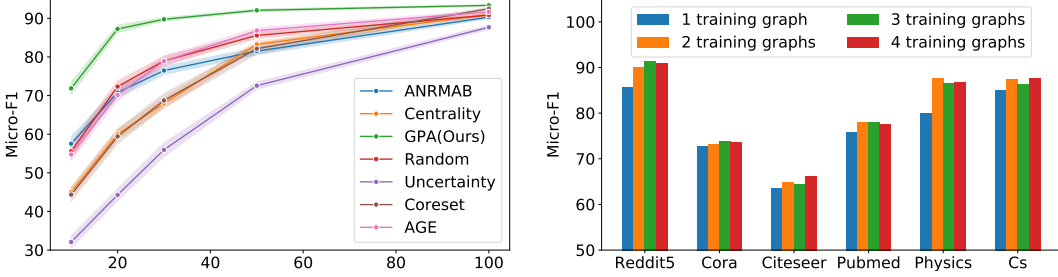 Micro-F1
90
80
70
60
50
40
30
20
40
60
80
100
ANRMAB
Centrality
GPA(Ours)
Random
Uncertainty
Coreset
AGE
Micro-F1
100
90
80
70
60
50
1 training graph
2 training graphs
3 training graphs
4 training graphs
Reddit5 Cora Citeseer Pubmed Physics Cs